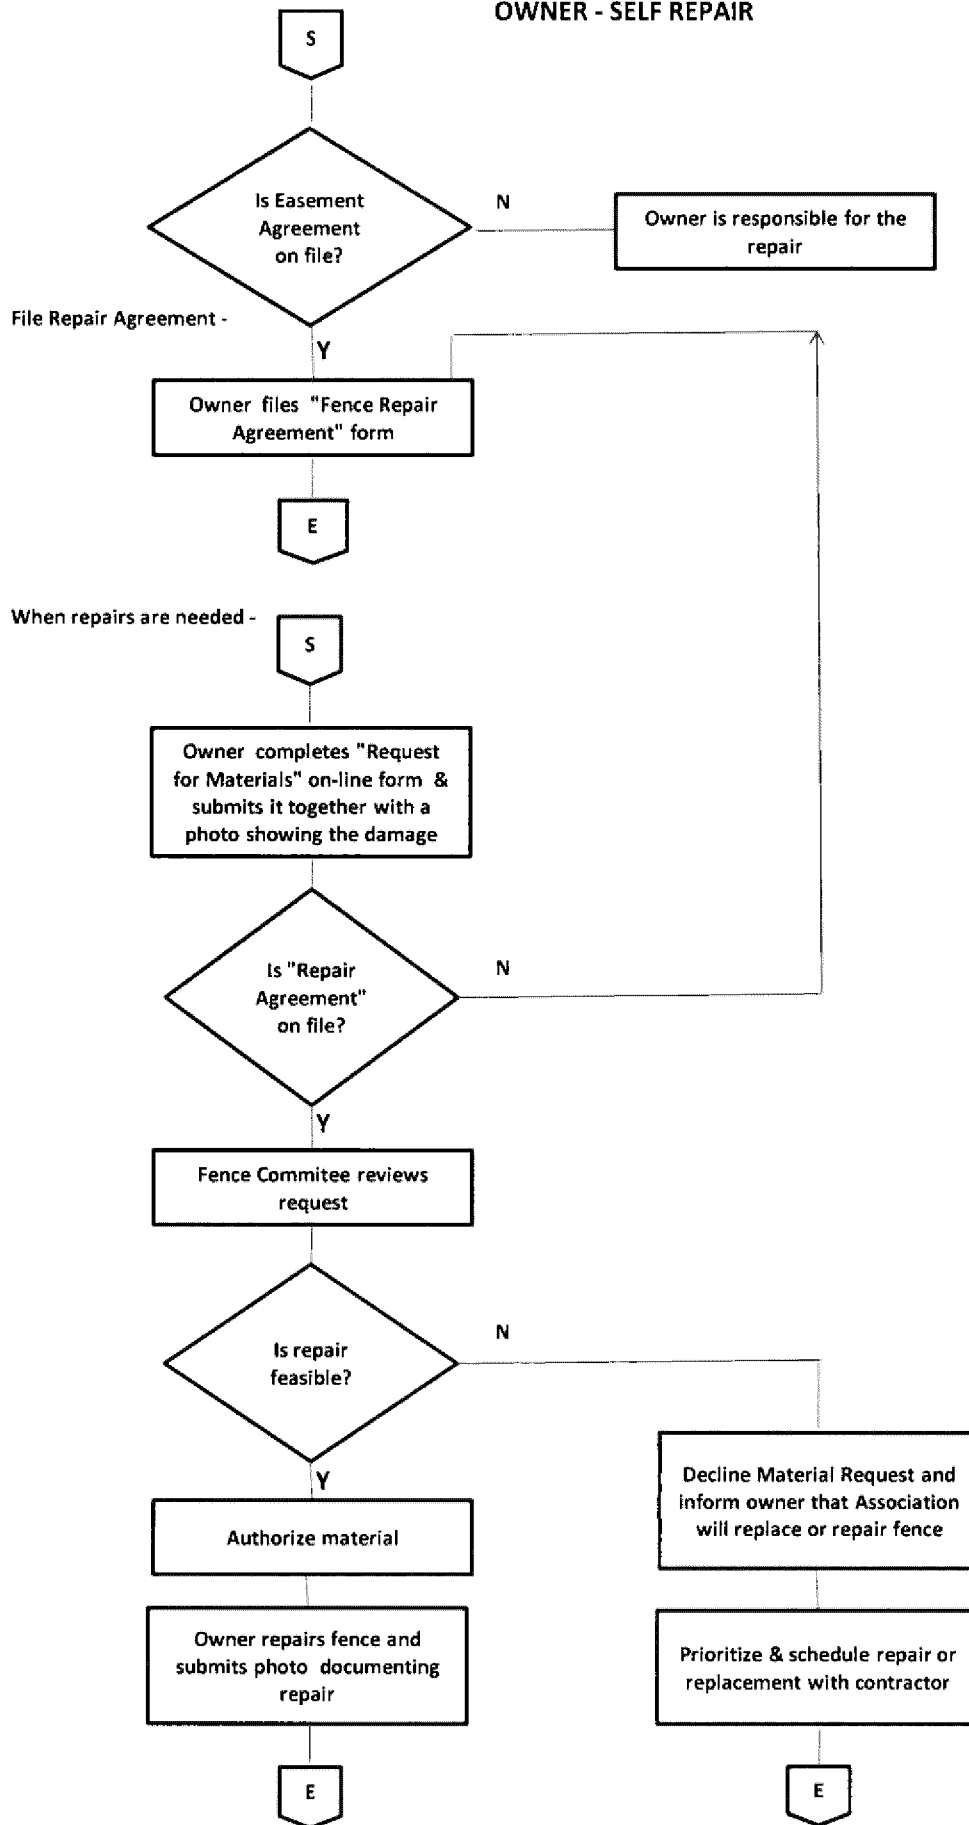 OWNER - SELF REPAIR
S
Is Easement
Agreement
on file?
N
Owner is responsible for the
repair
File Repair Agreement -
Y
Owner files "Fence Repair
Agreement" form
E
When repairs are needed -
S
Owner completes "Request
for Materials" on-line form &
submits it together with a
photo showing the damage
Is "Repair
Agreement"
on file?
N
Y
Fence Commitee reviews
request
Is repair
feasible?
N
Y
Decline Material Request and
inform owner that Association
will replace or repair fence
Authorize material
Owner repairs fence and
submits photo documenting
repair
Prioritize & schedule repair or
replacement with contractor
E
E